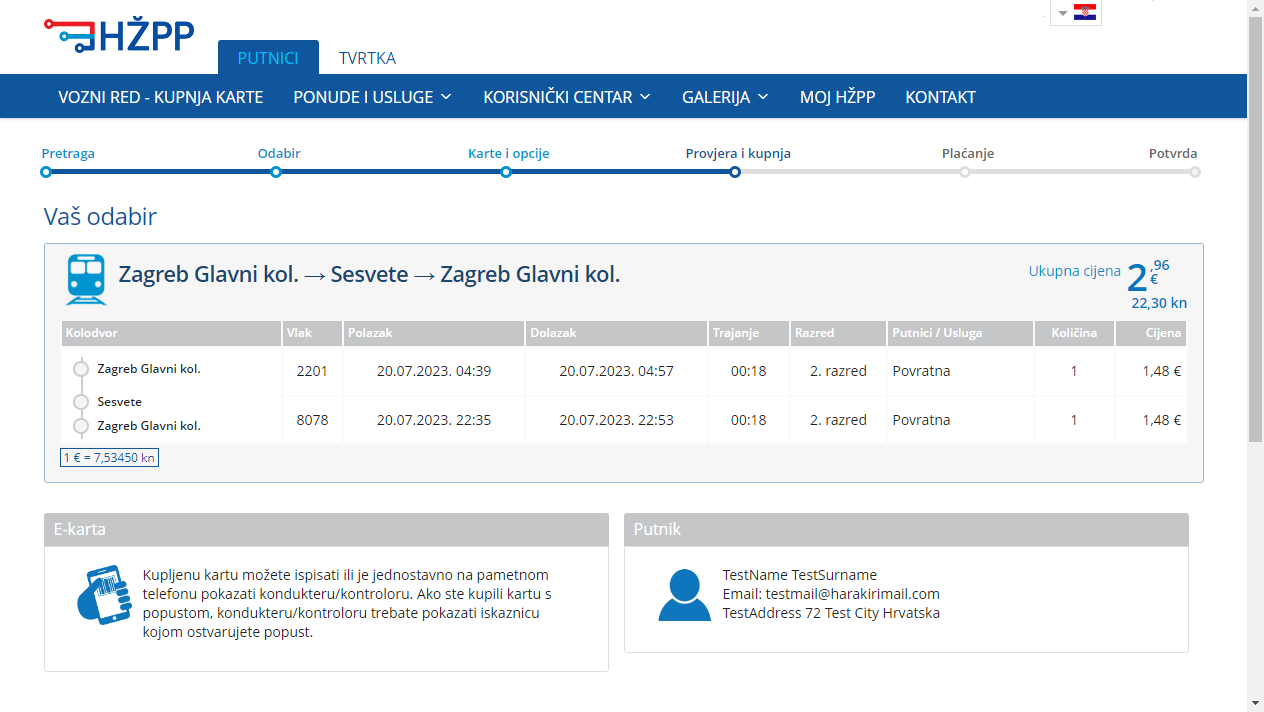 HŽPP
PUTNICI TVRTKA
VOZNI RED - KUPNJA KARTE PONUDE I USLUGE KORISNIČKI CENTAR GALERIJA MOJ HŽPP KONTAKT
Pretraga Odabir Karte i opcije Provjera i kupnja Plaćanje Potvrda
Vaš odabir
Zagreb Glavni kol. → Sesvete → Zagreb Glavni kol.
Ukupna cijena 2,96 €
22,30 kn
Kolodvor Vlak Polazak Dolazak Trajanje Razred Putnici / Usluga Količina Cijena
Zagreb Glavni kol. 2201 20.07.2023. 04:39 20.07.2023. 04:57 00:18 2. razred Povratna 1 1,48 €
Sesvete
Zagreb Glavni kol. 8078 20.07.2023. 22:35 20.07.2023. 22:53 00:18 2. razred Povratna 1 1,48 €
1 € = 7,53450 kn
E-karta
Kupljenu kartu možete ispisati ili je jednostavno na pametnom
telefonu pokazati kondukteru/kontroloru. Ako ste kupili kartu s
popustom, kondukteru/kontroloru trebate pokazati iskaznicu
kojom ostvarujete popust.
Putnik
TestName TestSurname
Email: testmail@harakirimail.com
TestAddress 72 Test City Hrvatska